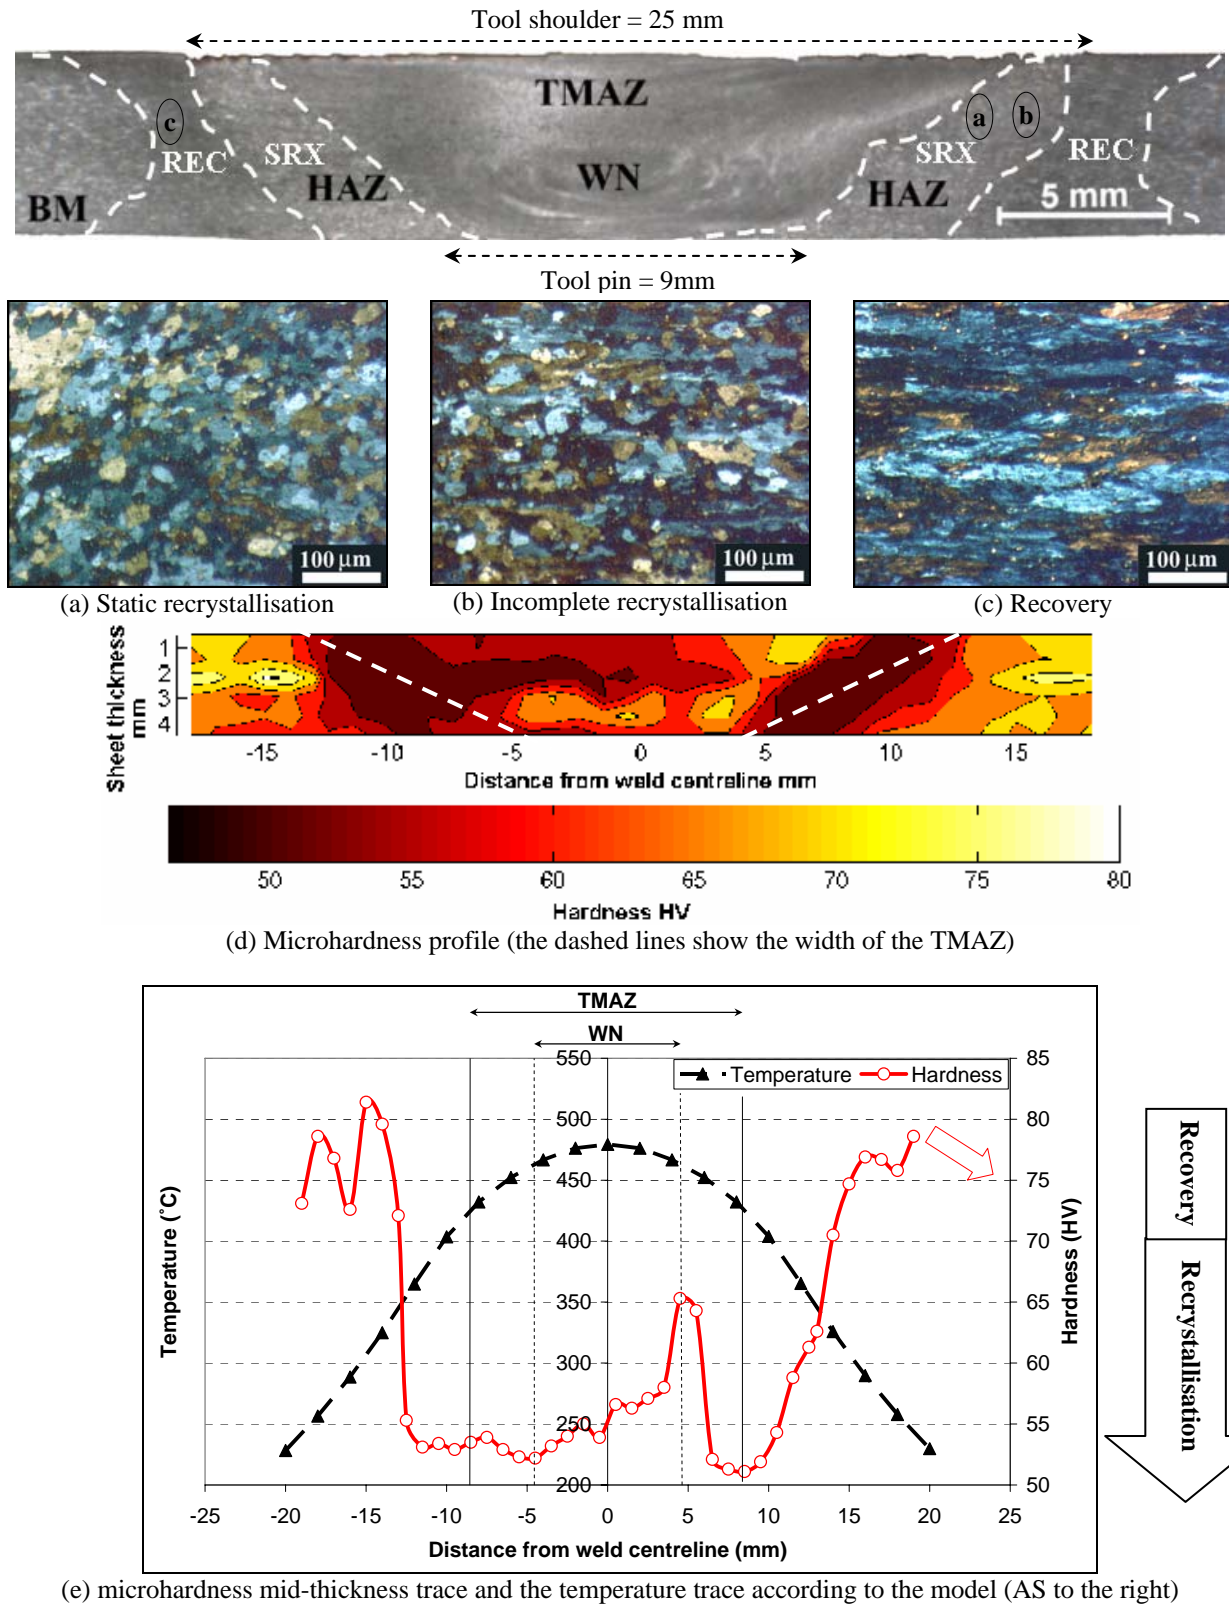 Tool shoulder = 25 mm
TMAZ
c
a
b
REC
SRX
HAZ
WN
SRX
HAZ
REC
BM
5 mm
Tool pin = 9mm
100 µm
100 µm
100 µm
(a) Static recrystallisation
(b) Incomplete recrystallisation
(c) Recovery
Sheet thickness
mm
1
2
3
4
-15 -10 -5 0 5 10 15
Distance from weld centreline mm
50 55 60 65 70 75 80
Hardness HV
(d) Microhardness profile (the dashed lines show the width of the TMAZ)
TMAZ
WN
Temperature Hardness
550 85
500 80
450 75
400 70
350 65
300 60
250 55
200 50
Temperature (˚C)
Hardness (HV)
-25 -20 -15 -10 -5 0 5 10 15 20 25
Distance from weld centreline (mm)
Recovery
Recrystallisation
(e) microhardness mid-thickness trace and the temperature trace according to the model (AS to the right)